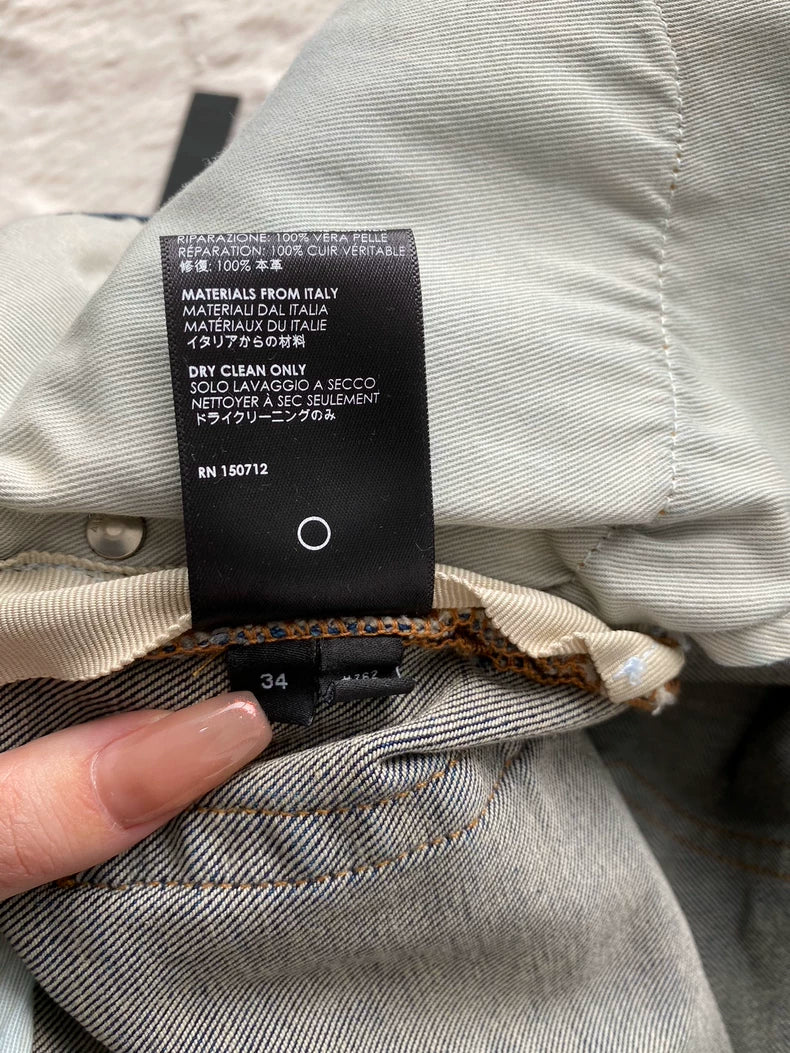 RIPARAZIONE: 100% VERA PELLE
RÉPARATION: 100% CUIR VÉRITABLE
修復: 100% 本革
MATERIALS FROM ITALY
MATERIALI DAL ITALIA
MATÉRIAUX DU ITALIE
イタリアからの材料
DRY CLEAN ONLY
SOLO LAVAGGIO A SECCO
NETTOYER À SEC SEULEMENT
ドライクリーニングのみ
RN 150712
34